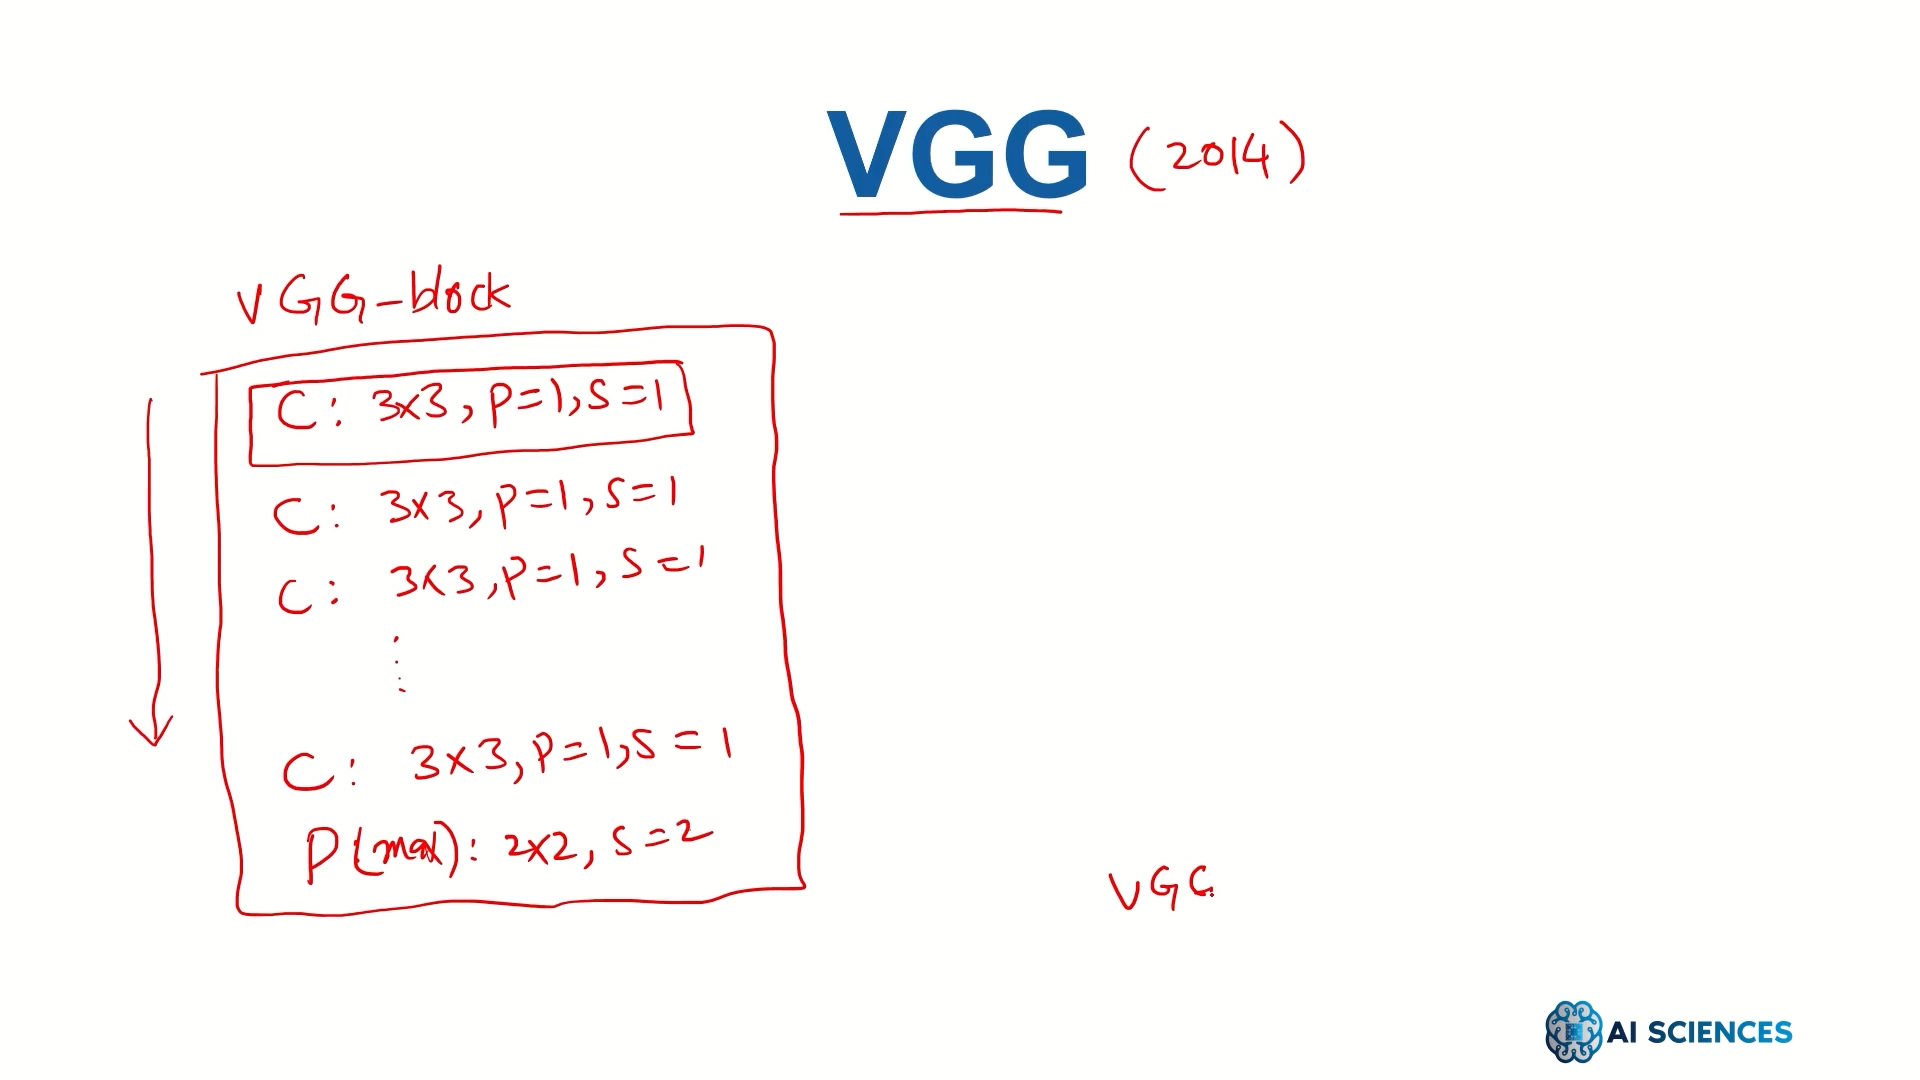 VGG (2014)
VGG-block
C: 3x3, P=1, S=1
C: 3x3, P=1, S=1
C: 3x3, P=1, S=1
C: 3x3, P=1, S=1
P(max): 2x2, S=2
VGG
AI SCIENCES